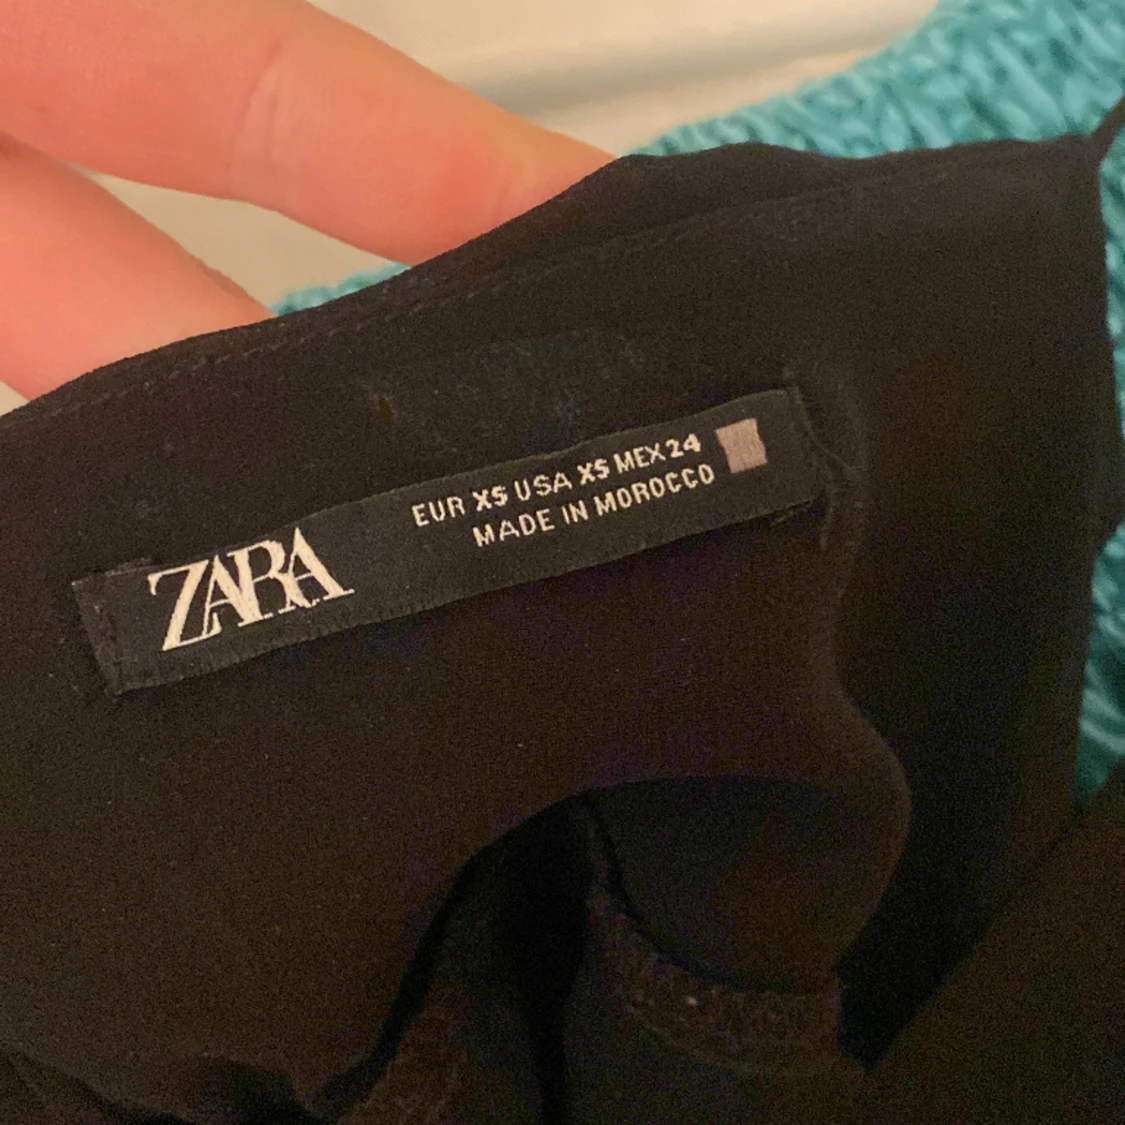 ZARA
EUR XS USA XS MEX 24
MADE IN MOROCCO